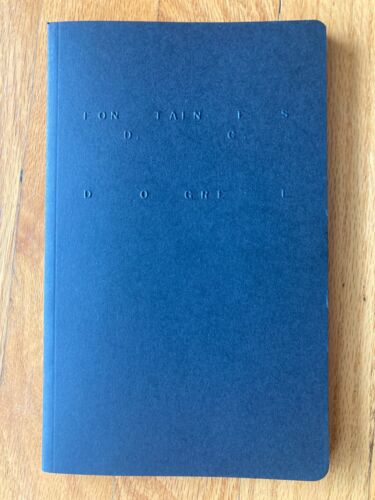 FON TAIN E S
D. C.
D O GRE L